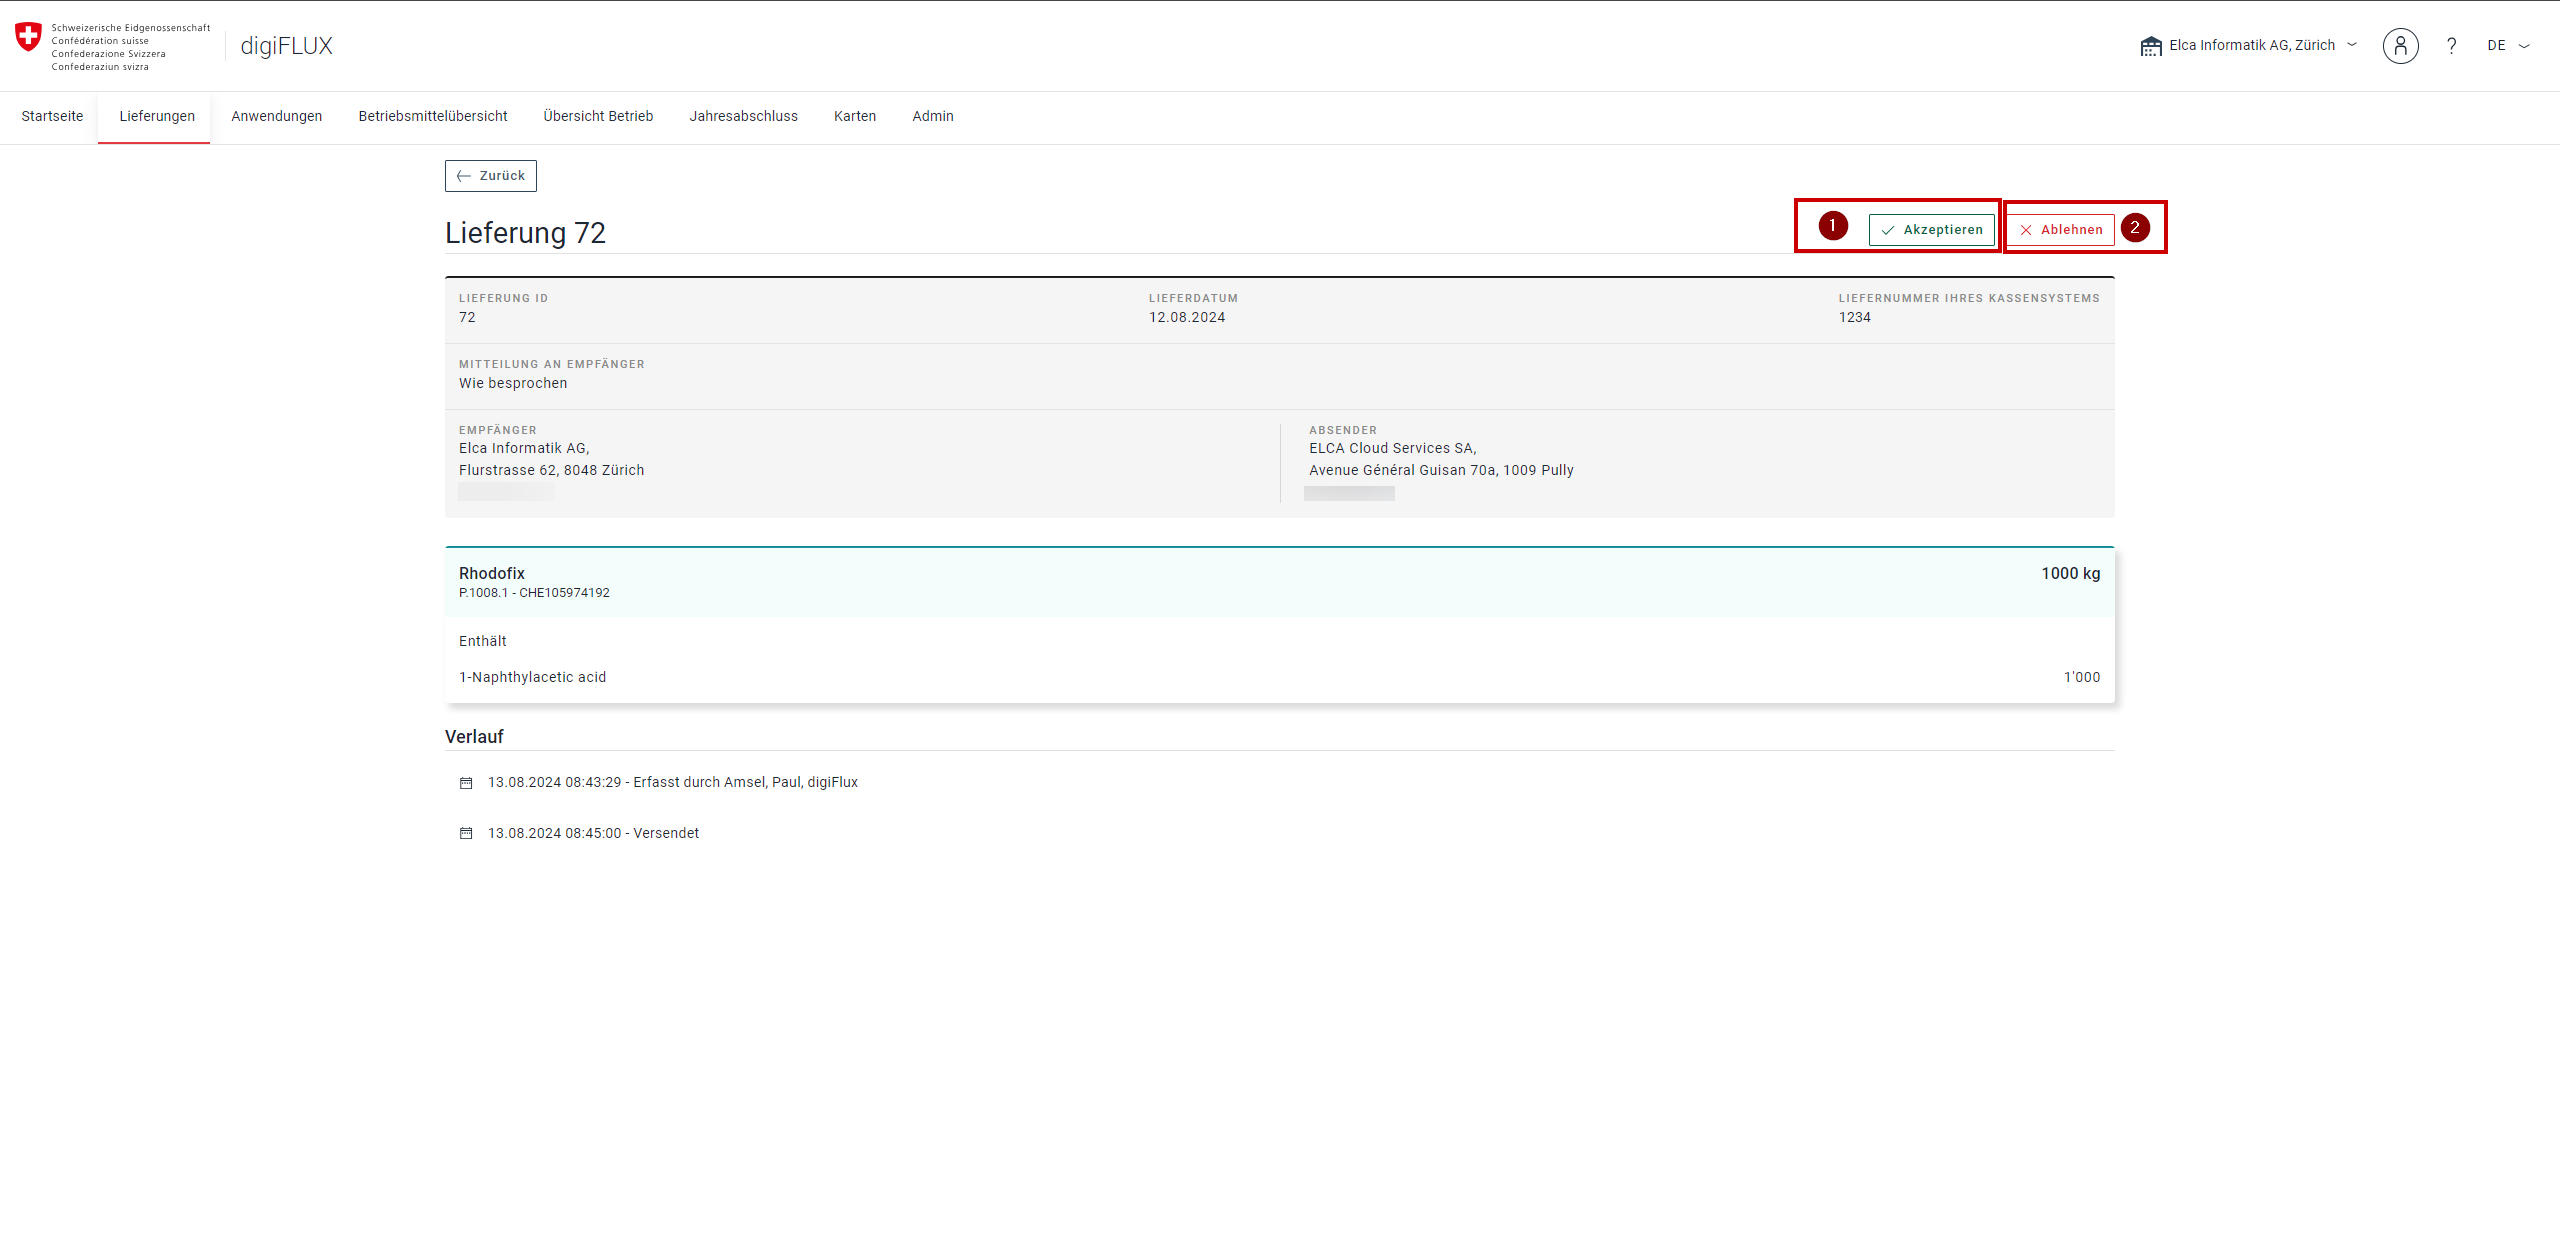 Schweizerische Eidgenossenschaft
Confédération suisse
Confederazione Svizzera
Confederaziun svizra
digiFLUX
Elca Informatik AG, Zürich
?
DE
Startseite
Lieferungen
Anwendungen
Betriebsmittelübersicht
Übersicht Betrieb
Jahresabschluss
Karten
Admin
Zurück
Lieferung 72
1
Akzeptieren
Ablehnen
2
LIEFERUNG ID
72
LIEFERDATUM
12.08.2024
LIEFERNUMMER IHRES KASSENSYSTEMS
1234
MITTEILUNG AN EMPFÄNGER
Wie besprochen
EMPFÄNGER
Elca Informatik AG,
Flurstrasse 62, 8048 Zürich
ABSENDER
ELCA Cloud Services SA,
Avenue Général Guisan 70a, 1009 Pully
Rhodofix
1000 kg
P.1008.1 - CHE105974192
Enthält
1-Naphthylacetic acid
1'000
Verlauf
13.08.2024 08:43:29 - Erfasst durch Amsel, Paul, digiFlux
13.08.2024 08:45:00 - Versendet